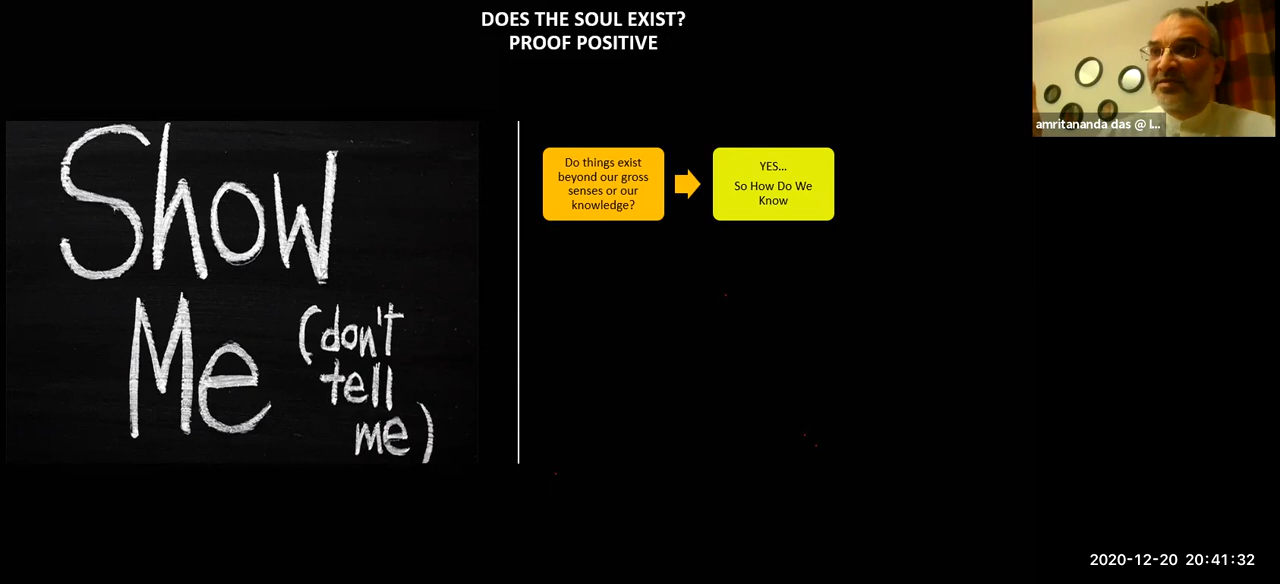 DOES THE SOUL EXIST?
PROOF POSITIVE
amritananda das @ I...
Show
Me
(don't
tell
me)
Do things exist
beyond our gross
senses or our
knowledge?
YES...
So How Do We
Know
2020-12-20 20:41:32